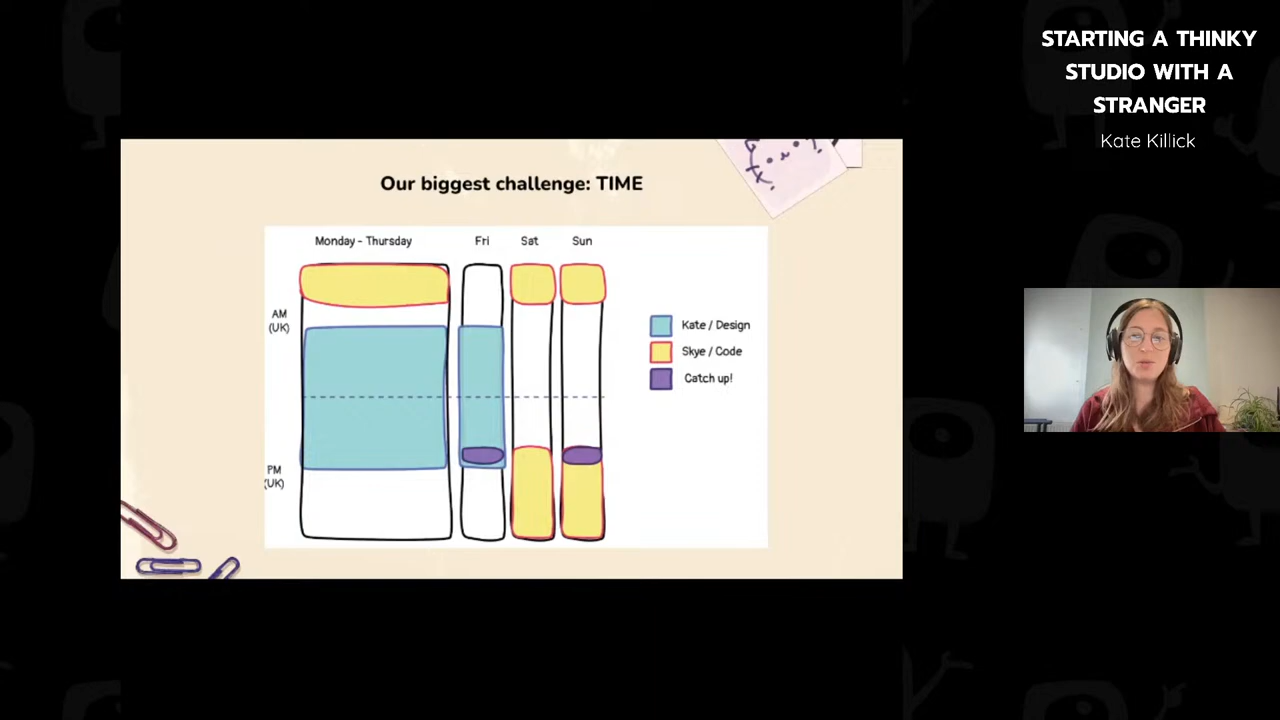 STARTING A THINKY
STUDIO WITH A
STRANGER
Kate Killick
Our biggest challenge: TIME
Monday - Thursday
Fri
Sat
Sun
AM
(UK)
PM
(UK)
Kate / Design
Skye / Code
Catch up!